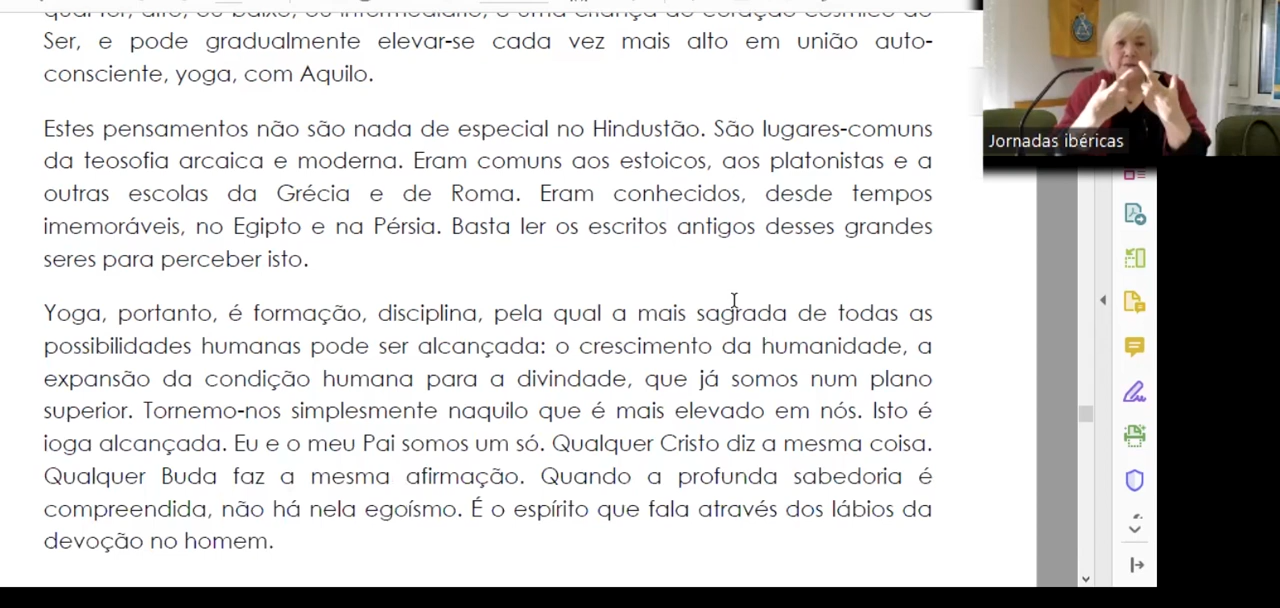 Ser, e pode gradualmente elevar-se cada vez mais alto em união auto-
consciente, yoga, com Aquilo.
Estes pensamentos não são nada de especial no Hindustão. São lugares-comuns
da teosofia arcaica e moderna. Eram comuns aos estoicos, aos platonistas e a
outras escolas da Grécia e de Roma. Eram conhecidos, desde tempos
imemoráveis, no Egipto e na Pérsia. Basta ler os escritos antigos desses grandes
seres para perceber isto.
Yoga, portanto, é formação, disciplina, pela qual a mais sagrada de todas as
possibilidades humanas pode ser alcançada: o crescimento da humanidade, a
expansão da condição humana para a divindade, que já somos num plano
superior. Tornemo-nos simplesmente naquilo que é mais elevado em nós. Isto é
ioga alcançada. Eu e o meu Pai somos um só. Qualquer Cristo diz a mesma coisa.
Qualquer Buda faz a mesma afirmação. Quando a profunda sabedoria é
compreendida, não há nela egoísmo. É o espírito que fala através dos lábios da
devoção no homem.
Jornadas ibéricas